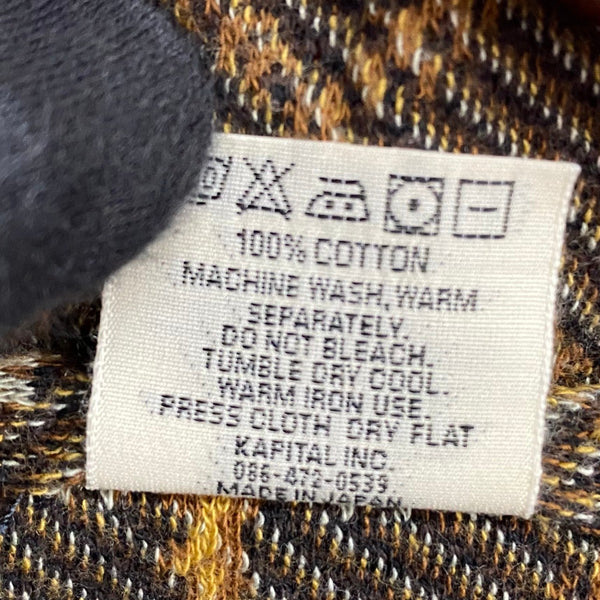 100% COTTON
MACHINE WASH, WARM
SEPARATELY.
DO NOT BLEACH.
TUMBLE DRY COOL.
WARM IRON USE.
PRESS CLOTH DRY FLAT
KAPITAL INC.
086-472-0533
MADE IN JAPAN